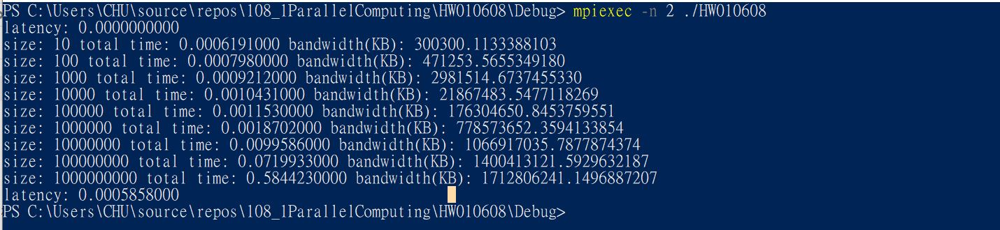 PS C:\Users\CHU\source\repos\108_1ParallelComputing\HW010608\Debug> mpiexec -n 2 ./HW010608
latency: 0.0000000000
size: 10 total time: 0.0006191000 bandwidth(KB): 300300.1133388103
size: 100 total time: 0.0007980000 bandwidth(KB): 471253.5655349180
size: 1000 total time: 0.0009212000 bandwidth(KB): 2981514.6737455330
size: 10000 total time: 0.0010431000 bandwidth(KB): 21867483.5477118269
size: 100000 total time: 0.0011530000 bandwidth(KB): 176304650.8453759551
size: 1000000 total time: 0.0018702000 bandwidth(KB): 778573652.3594133854
size: 10000000 total time: 0.0099586000 bandwidth(KB): 1066917035.7877874374
size: 100000000 total time: 0.0719933000 bandwidth(KB): 1400413121.5929632187
size: 1000000000 total time: 0.5844230000 bandwidth(KB): 1712806241.1496887207
latency: 0.0005858000
PS C:\Users\CHU\source\repos\108_1ParallelComputing\HW010608\Debug>